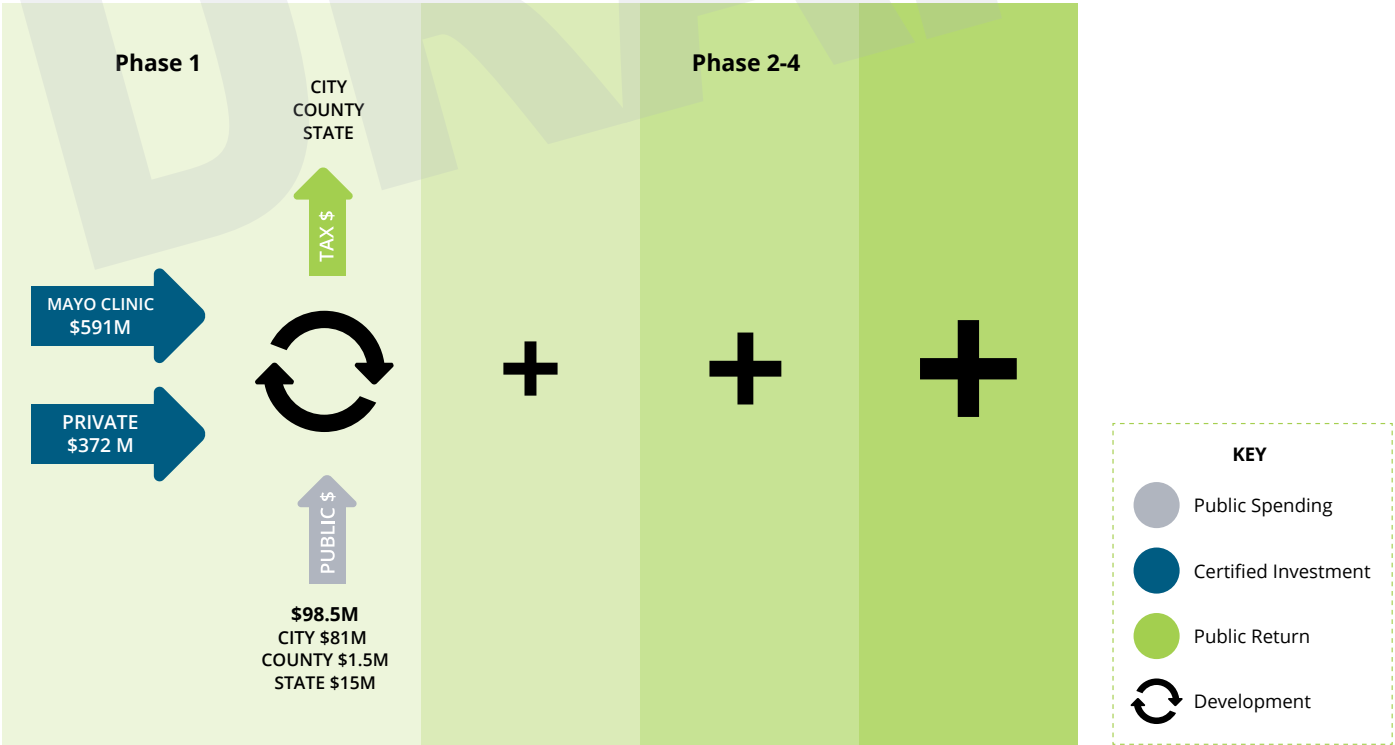 Phase 1
Phase 2-4
CITY
COUNTY
STATE
TAX $
MAYO CLINIC
$591M
PRIVATE
$372 M
PUBLIC $
$98.5M
CITY $81M
COUNTY $1.5M
STATE $15M
KEY
Public Spending
Certified Investment
Public Return
Development